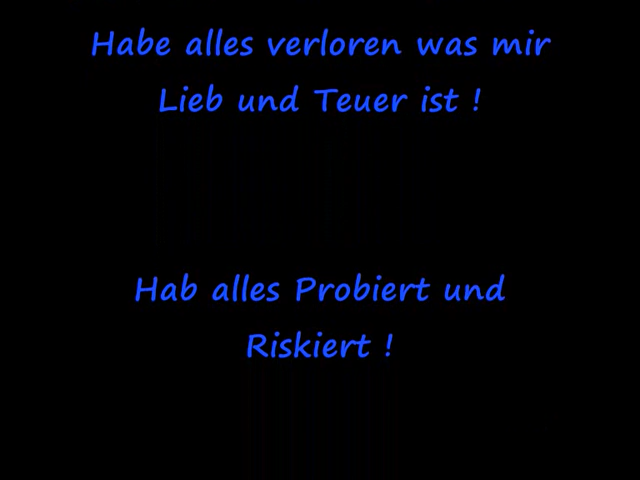 Habe alles verloren was mir
Lieb und Teuer ist !
Hab alles Probiert und
Riskiert !